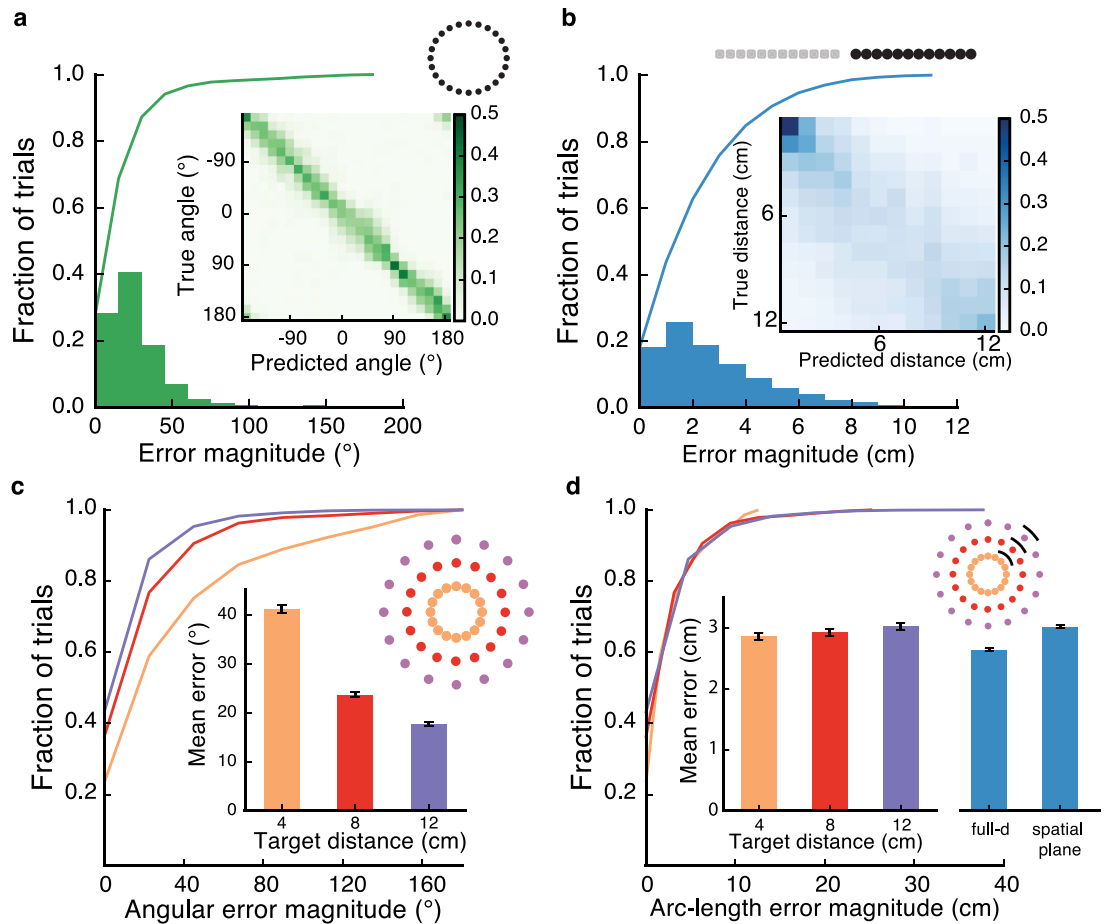 a
1.0
0.8
0.6
0.4
0.2
0.0
Fraction of trials
0 50 100 150 200
Error magnitude (°)
True angle (°)
-90
0
90
180
-90 0 90 180
Predicted angle (°)
0.5
0.4
0.3
0.2
0.1
0.0
b
1.0
0.8
0.6
0.4
0.2
0.0
Fraction of trials
0 2 4 6 8 10 12
Error magnitude (cm)
True distance (cm)
6
12
6 12
Predicted distance (cm)
0.5
0.4
0.3
0.2
0.1
0.0
c
1.0
0.8
0.6
0.4
0.2
Fraction of trials
0 40 80 120 160
Angular error magnitude (°)
Mean error (°)
40
30
20
10
0
4 8 12
Target distance (cm)
d
1.0
0.8
0.6
0.4
0.2
Fraction of trials
0 10 20 30 40
Arc-length error magnitude (cm)
Mean error (cm)
3
2
1
0
4 8 12
Target distance (cm)
full-d spatial
plane